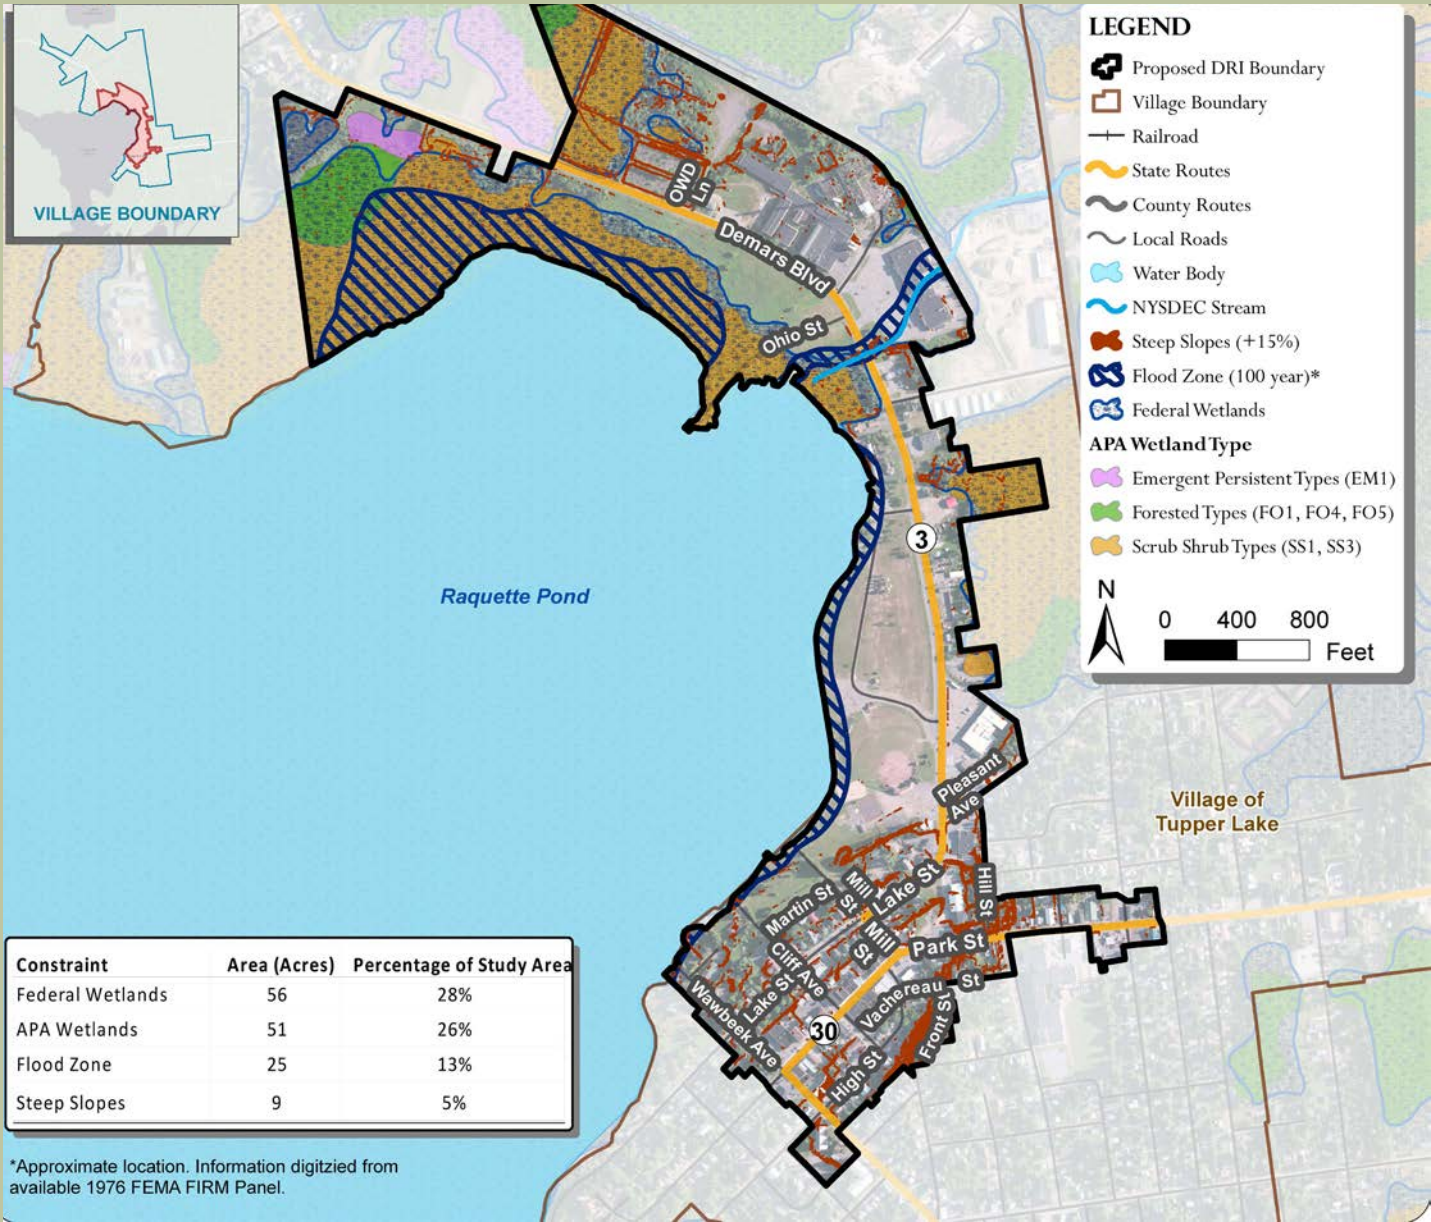 VILLAGE BOUNDARY
LEGEND
Proposed DRI Boundary
Village Boundary
Railroad
State Routes
County Routes
Local Roads
Water Body
NYSDEC Stream
Steep Slopes (+15%)
Flood Zone (100 year)*
Federal Wetlands
APA Wetland Type
Emergent Persistent Types (EM1)
Forested Types (FO1, FO4, FO5)
Scrub Shrub Types (SS1, SS3)
N
0 400 800
Feet
OWD
Ln
Demars Blvd
Ohio St
3
Raquette Pond
Pleasant
Ave
Village of
Tupper Lake
Mill
St
Lake St
Hill St
Martin St
Mill
St
Park St
Cliff Ave
Lake St
Vachereau St
Wawbeek Ave
Front St
30
High St
Constraint Area (Acres) Percentage of Study Area
Federal Wetlands 56 28%
APA Wetlands 51 26%
Flood Zone 25 13%
Steep Slopes 9 5%
*Approximate location. Information digitzied from
available 1976 FEMA FIRM Panel.